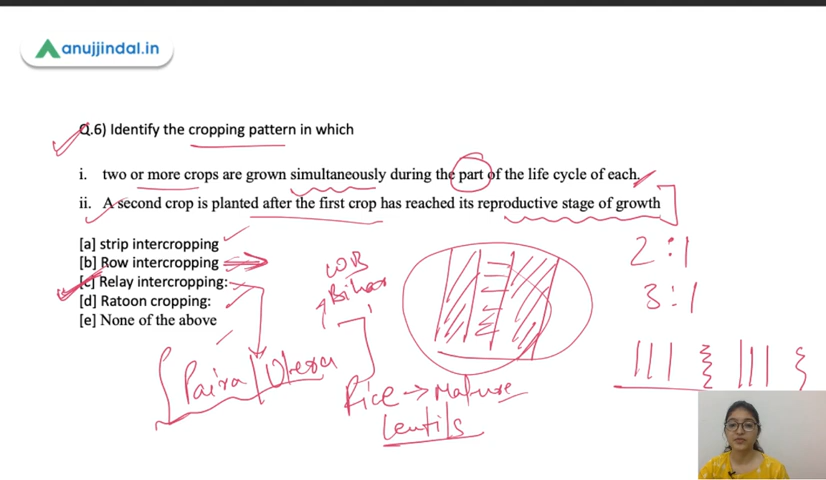 anujjindal.in
Q.6) Identify the cropping pattern in which
i. two or more crops are grown simultaneously during the part of the life cycle of each.
ii. A second crop is planted after the first crop has reached its reproductive stage of growth
[a] strip intercropping
[b] Row intercropping
[c] Relay intercropping:
[d] Ratoon cropping:
[e] None of the above
2:1
3:1
WB
Bihar
Paira/Utera
Rice → Mature
Lentils